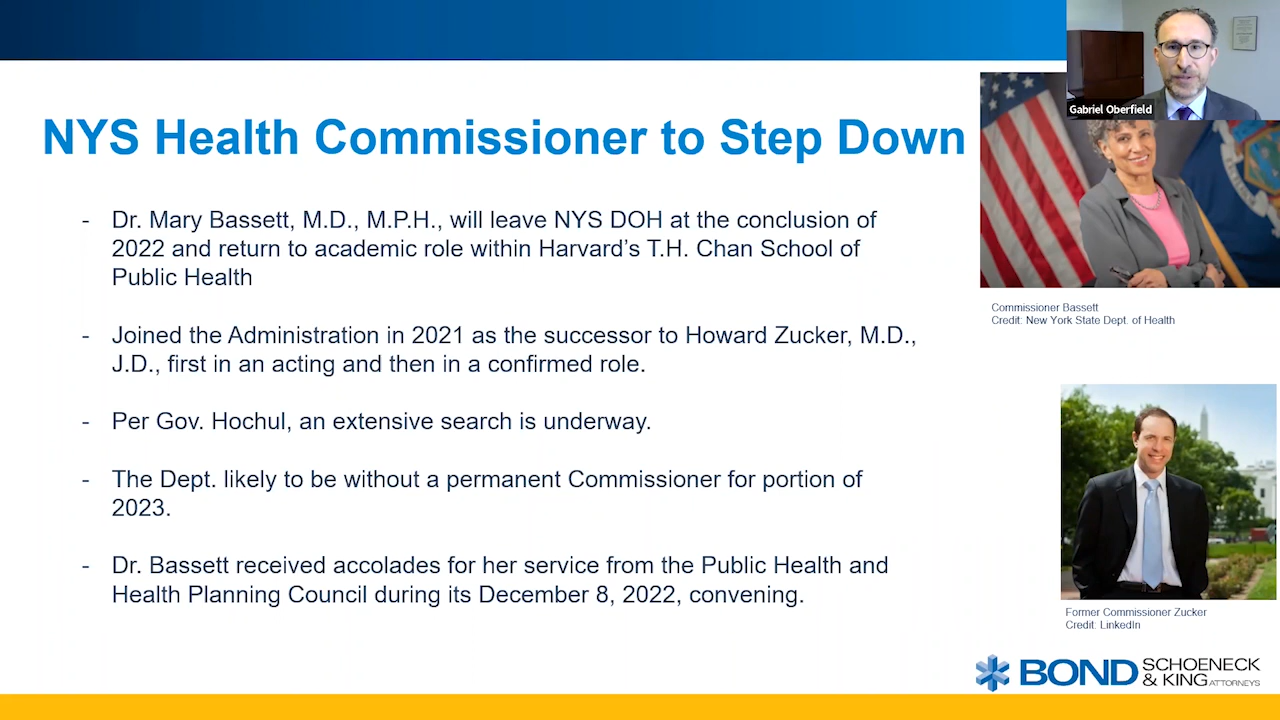 Gabriel Oberfield
NYS Health Commissioner to Step Down
- Dr. Mary Bassett, M.D., M.P.H., will leave NYS DOH at the conclusion of
2022 and return to academic role within Harvard's T.H. Chan School of
Public Health
- Joined the Administration in 2021 as the successor to Howard Zucker, M.D.,
J.D., first in an acting and then in a confirmed role.
- Per Gov. Hochul, an extensive search is underway.
- The Dept. likely to be without a permanent Commissioner for portion of
2023.
- Dr. Bassett received accolades for her service from the Public Health and
Health Planning Council during its December 8, 2022, convening.
Commissioner Bassett
Credit: New York State Dept. of Health
Former Commissioner Zucker
Credit: LinkedIn
BOND SCHOENECK
& KING ATTORNEYS